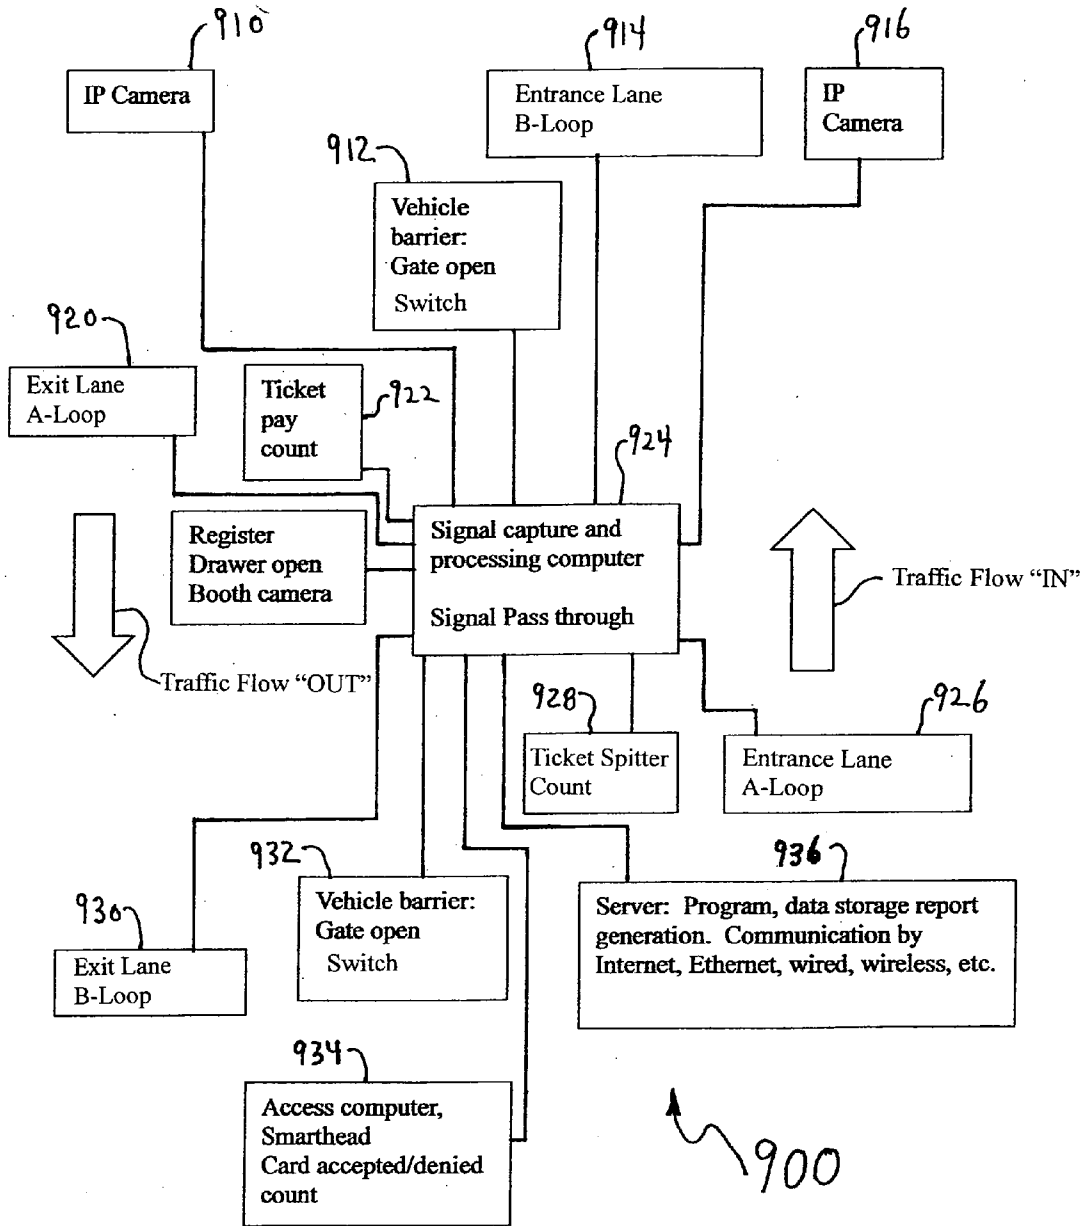 910
914
916
IP Camera
Entrance Lane
B-Loop
IP
Camera
912
Vehicle
barrier:
Gate open
Switch
920
Exit Lane
A-Loop
Ticket
pay
count
922
924
Register
Drawer open
Booth camera
Signal capture and
processing computer
Signal Pass through
Traffic Flow “IN”
Traffic Flow “OUT”
928
926
Ticket Spitter
Count
Entrance Lane
A-Loop
932
936
930
Vehicle barrier:
Gate open
Switch
Server: Program, data storage report
generation. Communication by
Internet, Ethernet, wired, wireless, etc.
Exit Lane
B-Loop
934
Access computer,
Smarthead
Card accepted/denied
count
900